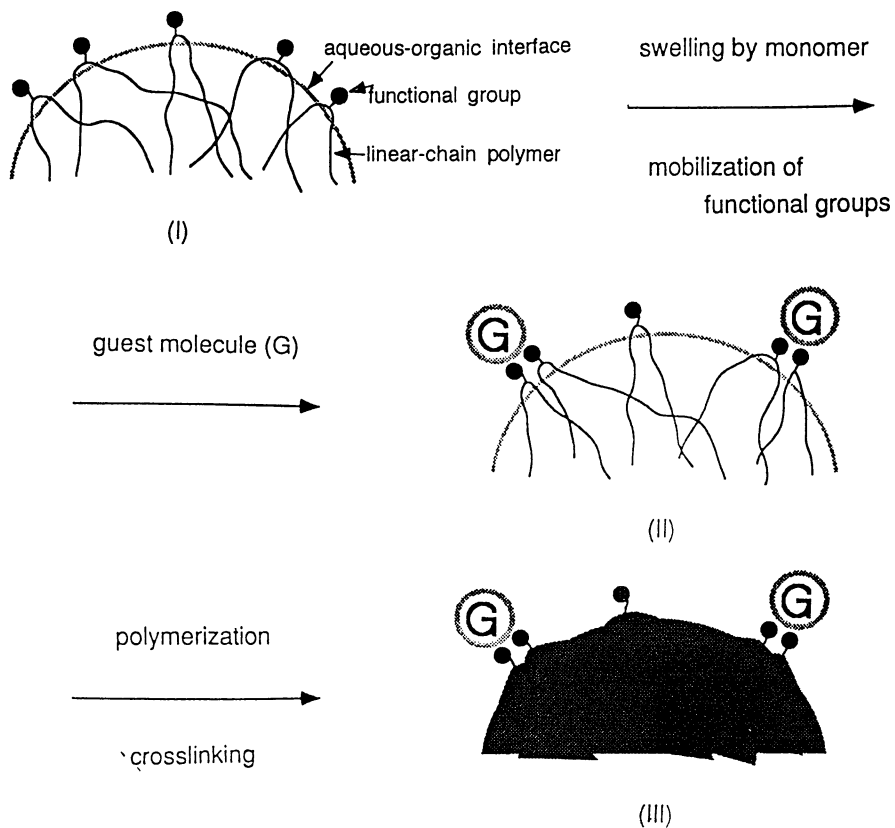 aqueous-organic interface
functional group
linear-chain polymer
(I)
swelling by monomer
mobilization of
functional groups
guest molecule (G)
G
G
(II)
polymerization
crosslinking
G
G
(III)